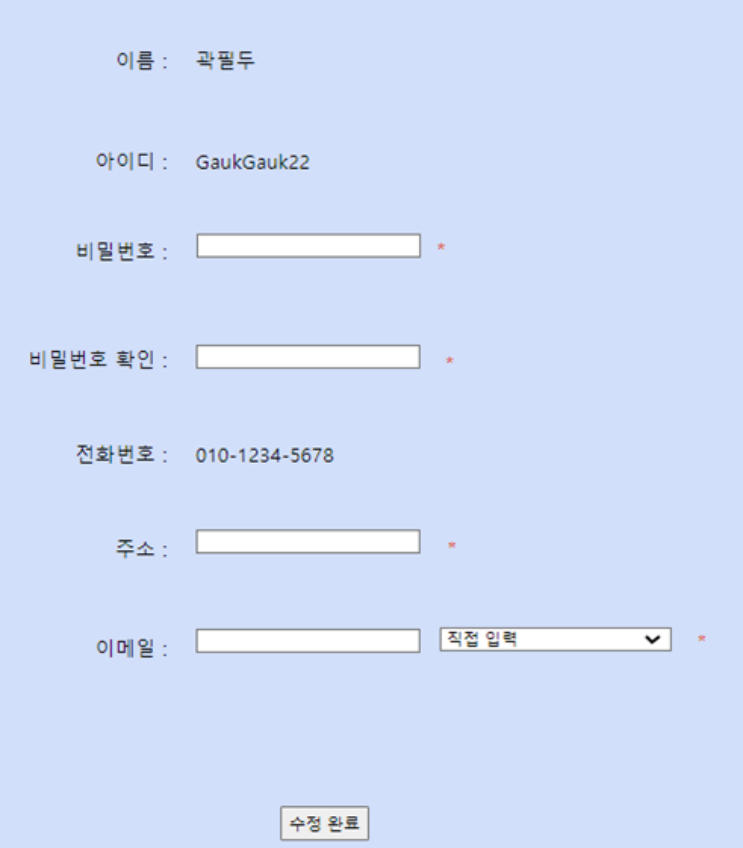 이름 : 곽필두
아이디 : GaukGauk22
비밀번호 : *
비밀번호 확인 : *
전화번호 : 010-1234-5678
주소 : *
이메일 : 직접 입력 *
수정 완료